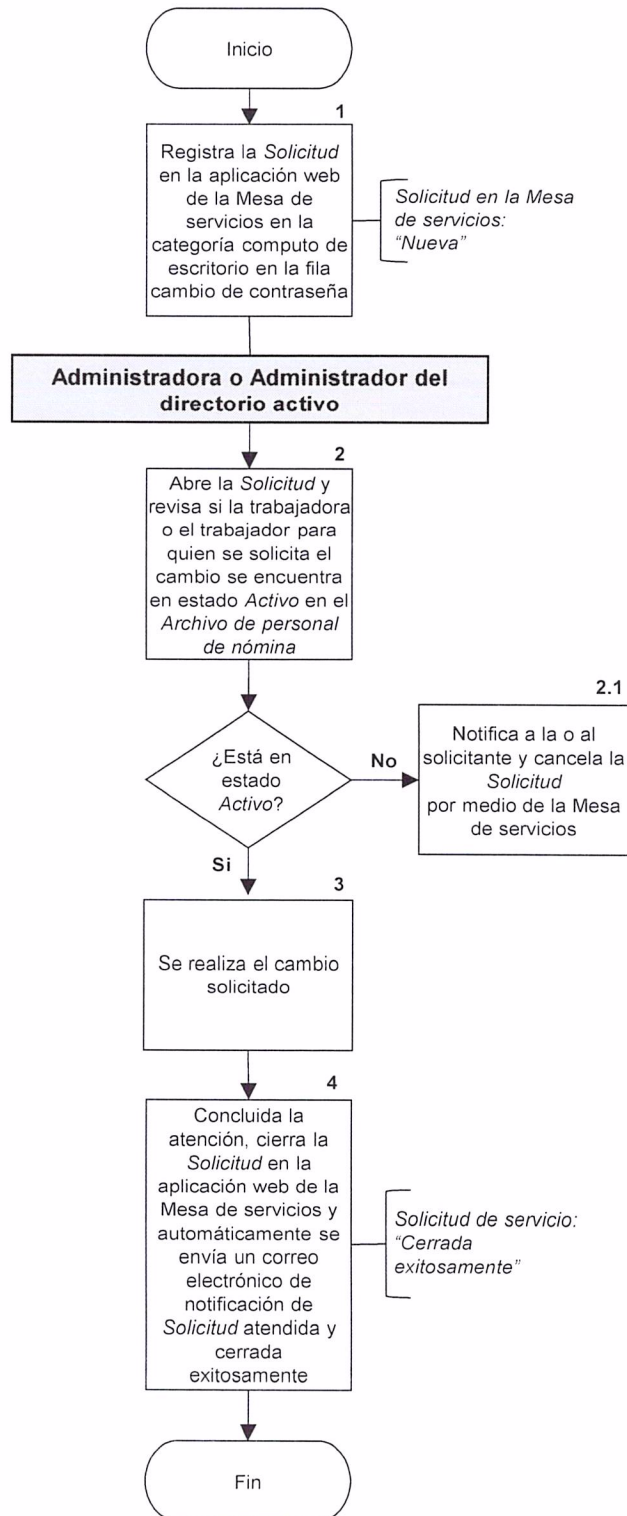 Inicio
1
Registra la Solicitud
en la aplicación web
de la Mesa de
servicios en la
categoría computo de
escritorio en la fila
cambio de contraseña
Solicitud en la Mesa
de servicios:
“Nueva”
Administradora o Administrador del
directorio activo
2
Abre la Solicitud y
revisa si la trabajadora
o el trabajador para
quien se solicita el
cambio se encuentra
en estado Activo en el
Archivo de personal
de nómina
¿Está en
estado
Activo?
No
2.1
Notifica a la o al
solicitante y cancela la
Solicitud
por medio de la Mesa
de servicios
Si
3
Se realiza el cambio
solicitado
4
Concluida la
atención, cierra la
Solicitud en la
aplicación web de la
Mesa de servicios y
automáticamente se
envía un correo
electrónico de
notificación de
Solicitud atendida y
cerrada
exitosamente
Solicitud de servicio:
“Cerrada
exitosamente”
Fin